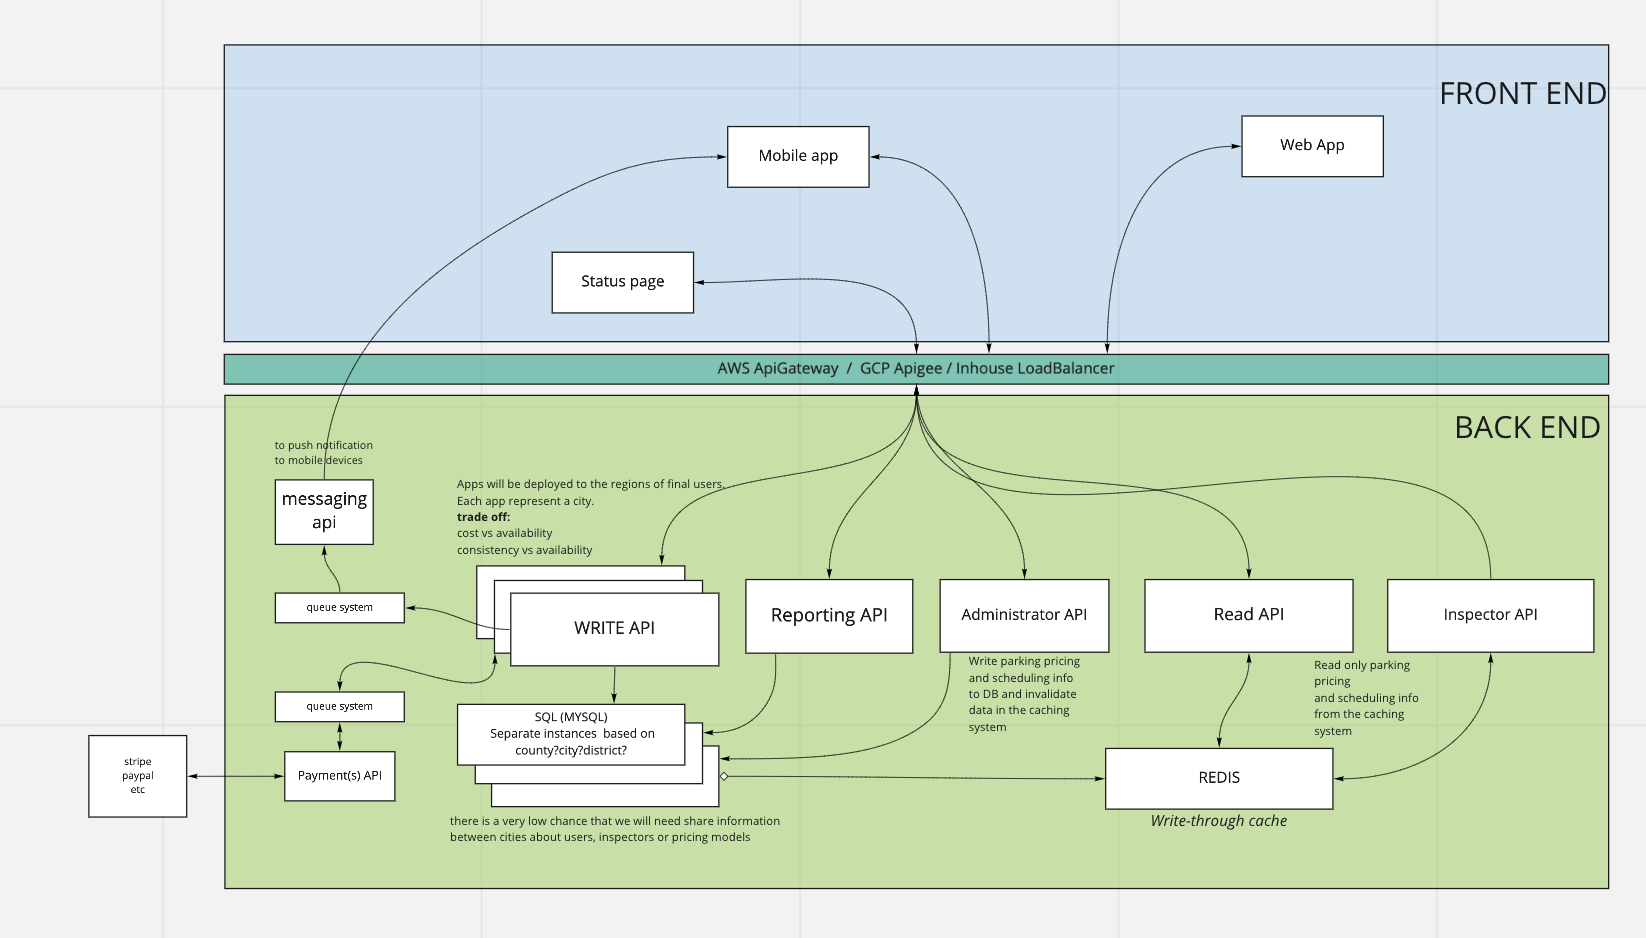 FRONT END
Mobile app
Web App
Status page
AWS ApiGateway  /  GCP Apigee / Inhouse LoadBalancer
BACK END
to push notification
to mobile devices
messaging
api
Apps will be deployed to the regions of final users.
Each app represent a city.
trade off:
cost vs availability
consistency vs availability
queue system
WRITE API
Reporting API
Administrator API
Read API
Inspector API
Write parking pricing
and scheduling info
to DB and invalidate
data in the caching
system
Read only parking
pricing
and scheduling info
from the caching
system
queue system
SQL (MYSQL)
Separate instances  based on
county?city?district?
stripe
paypal
etc
Payment(s) API
REDIS
Write-through cache
there is a very low chance that we will need share information
between cities about users, inspectors or pricing models